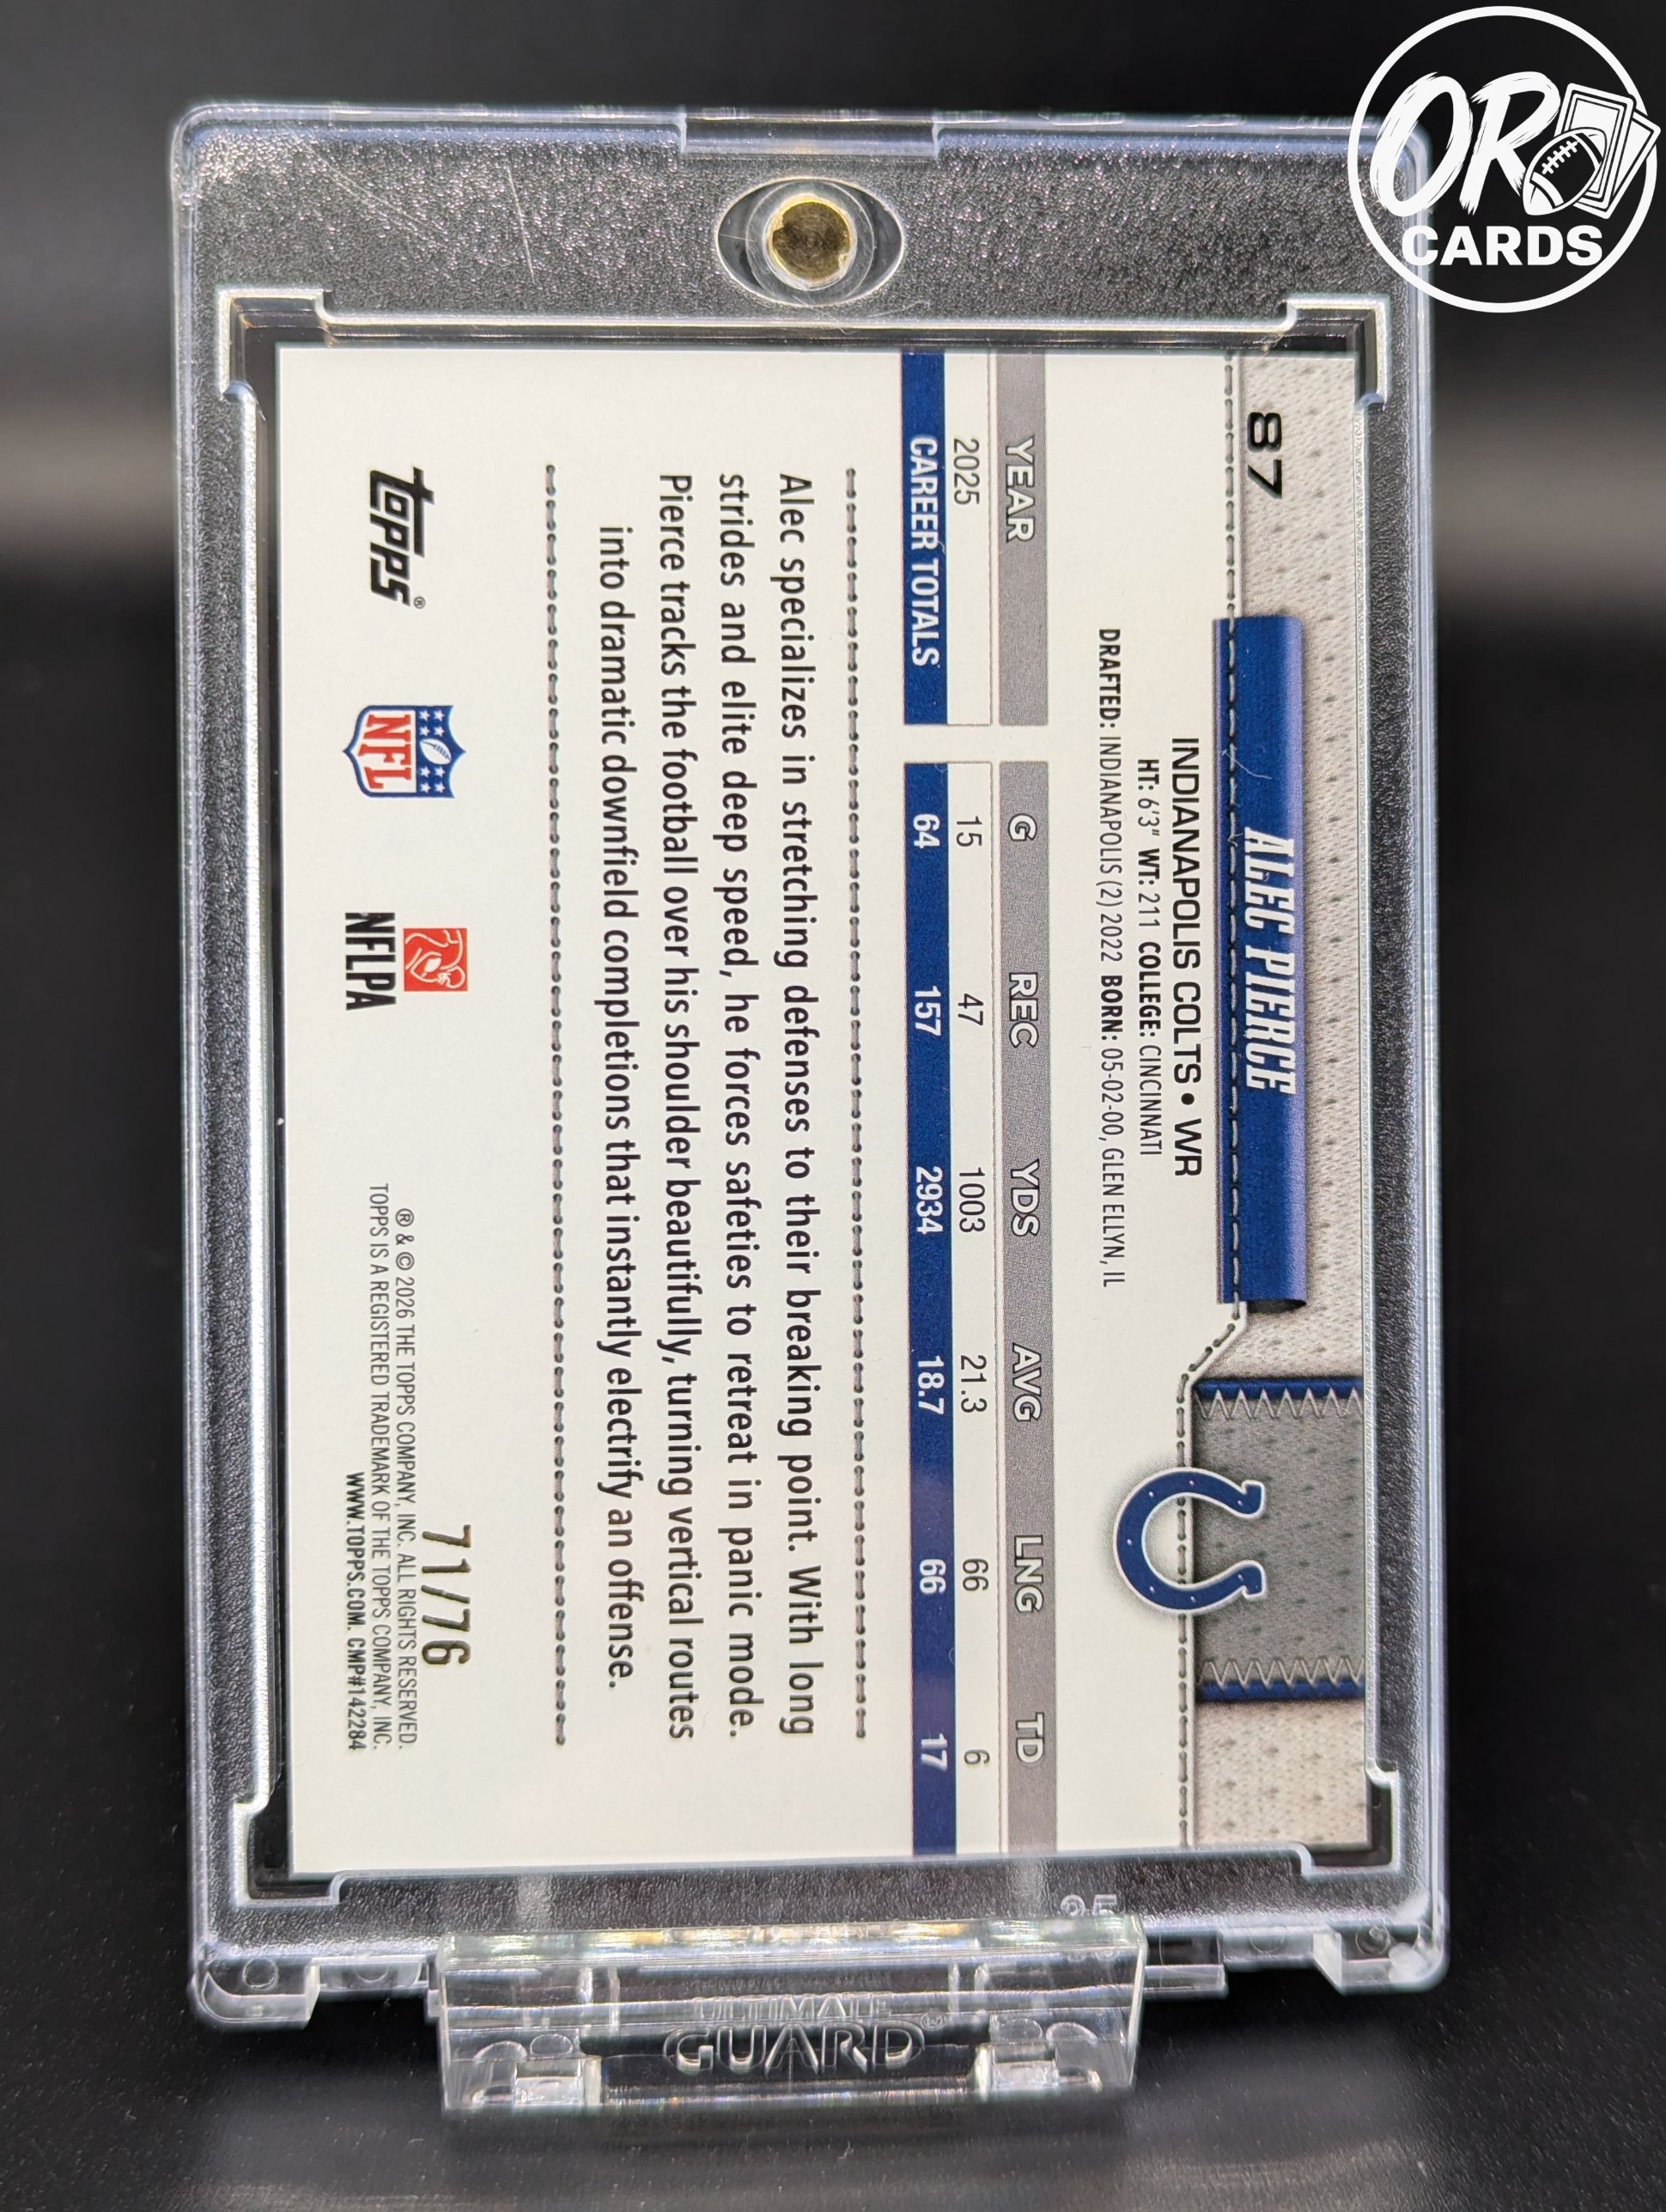 OR
CARDS
87
ALEC PIERCE
INDIANAPOLIS COLTS • WR
HT: 6'3" WT: 211 COLLEGE: CINCINNATI
DRAFTED: INDIANAPOLIS (2) 2022 BORN: 05-02-00, GLEN ELLYN, IL
YEAR G REC YDS AVG LNG TD
2025 15 47 1003 21.3 66 6
CAREER TOTALS 64 157 2934 18.7 66 17
Alec specializes in stretching defenses to their breaking point. With long
strides and elite deep speed, he forces safeties to retreat in panic mode.
Pierce tracks the football over his shoulder beautifully, turning vertical routes
into dramatic downfield completions that instantly electrify an offense.
71/76
topps®
NFL
NFLPA
® & © 2026 THE TOPPS COMPANY, INC. ALL RIGHTS RESERVED.
TOPPS IS A REGISTERED TRADEMARK OF THE TOPPS COMPANY, INC.
WWW.TOPPS.COM. CMP#142284
ULTIMATE
GUARD®